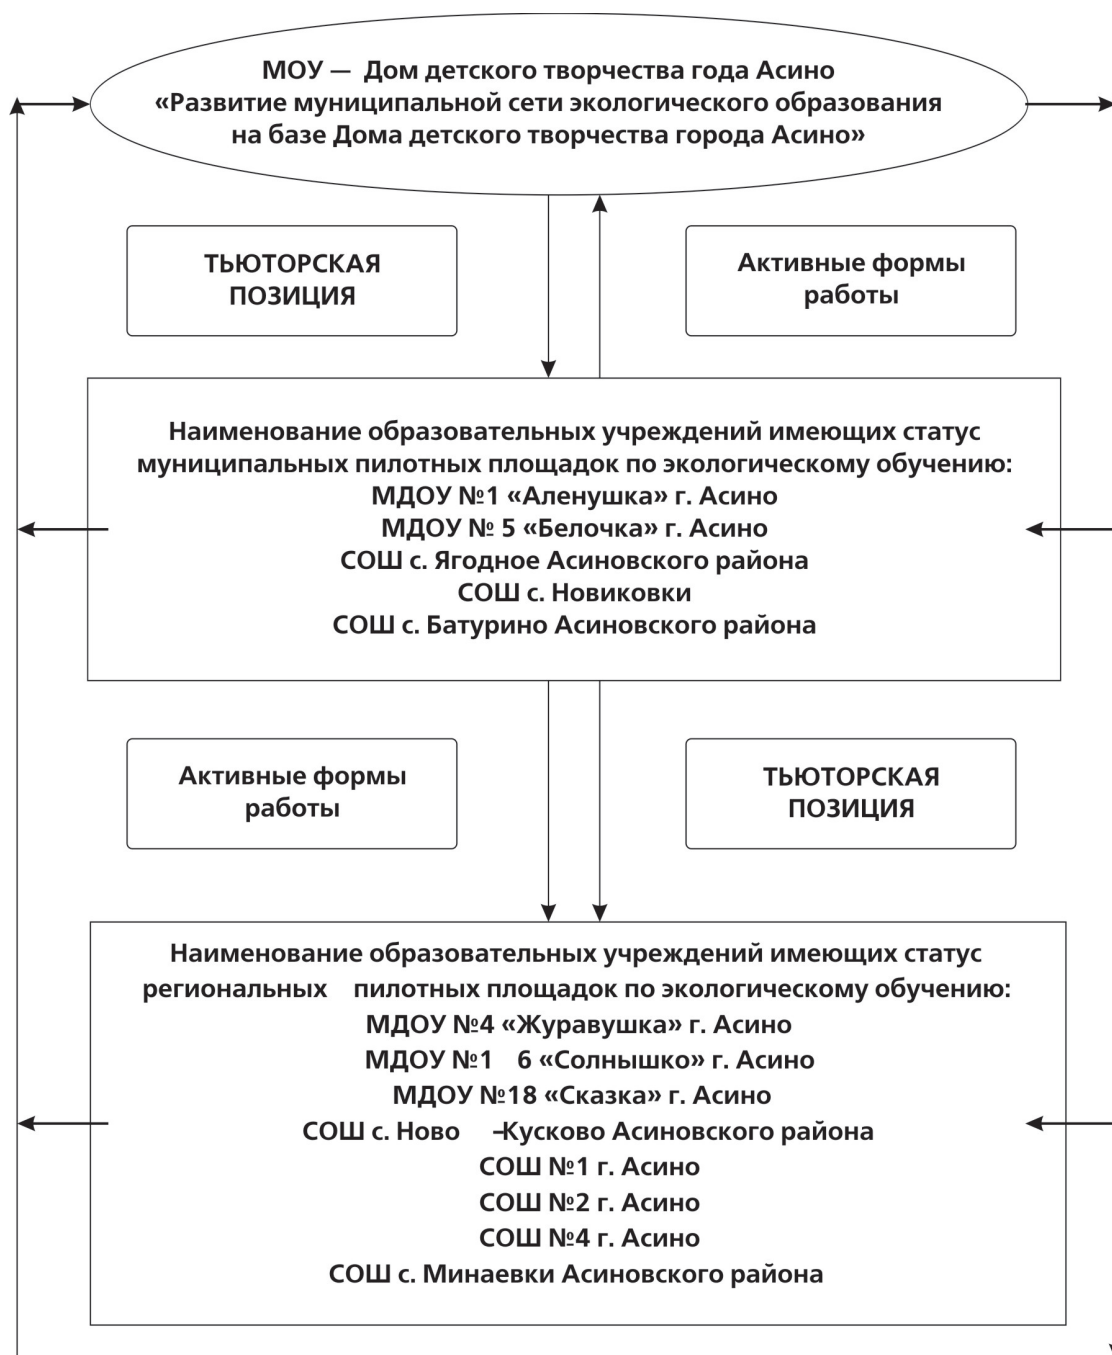 МОУ — Дом детского творчества года Асино
«Развитие муниципальной сети экологического образования
на базе Дома детского творчества города Асино»
ТЬЮТОРСКАЯ
ПОЗИЦИЯ
Активные формы
работы
Наименование образовательных учреждений имеющих статус
муниципальных пилотных площадок по экологическому обучению:
МДОУ №1 «Аленушка» г. Асино
МДОУ № 5 «Белочка» г. Асино
СОШ с. Ягодное Асиновского района
СОШ с. Новиковки
СОШ с. Батурино Асиновского района
Активные формы
работы
ТЬЮТОРСКАЯ
ПОЗИЦИЯ
Наименование образовательных учреждений имеющих статус
региональных пилотных площадок по экологическому обучению:
МДОУ №4 «Журавушка» г. Асино
МДОУ №1 6 «Солнышко» г. Асино
МДОУ №18 «Сказка» г. Асино
СОШ с. Ново –Кусково Асиновского района
СОШ №1 г. Асино
СОШ №2 г. Асино
СОШ №4 г. Асино
СОШ с. Минаевки Асиновского района